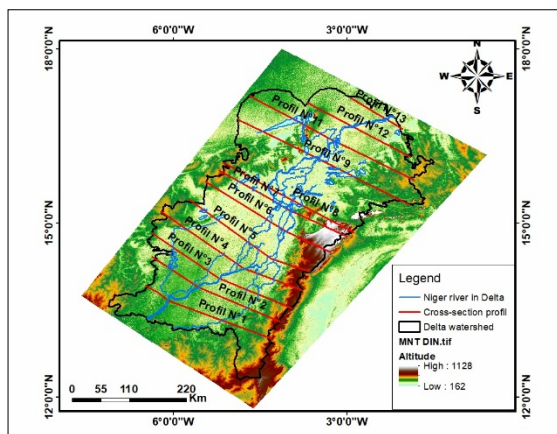 6°0'0"W 3°0'0"W
18°0'0"N
15°0'0"N
12°0'0"N
N
W E
S
18°0'0"N
15°0'0"N
12°0'0"N
Profil N°13
Profil N°11
Profil N°12
Profil N°9
Profil N°7
Profil N°8
Profil N°6
Profil N°5
Profil N°4
Profil N°3
Profil N°2
Profil N°1
Legend
Niger river in Delta
Cross-section profil
Delta watershed
MNT DIN.tif
Altitude
High : 1128
Low : 162
0 55 110 220
Km
6°0'0"W 3°0'0"W